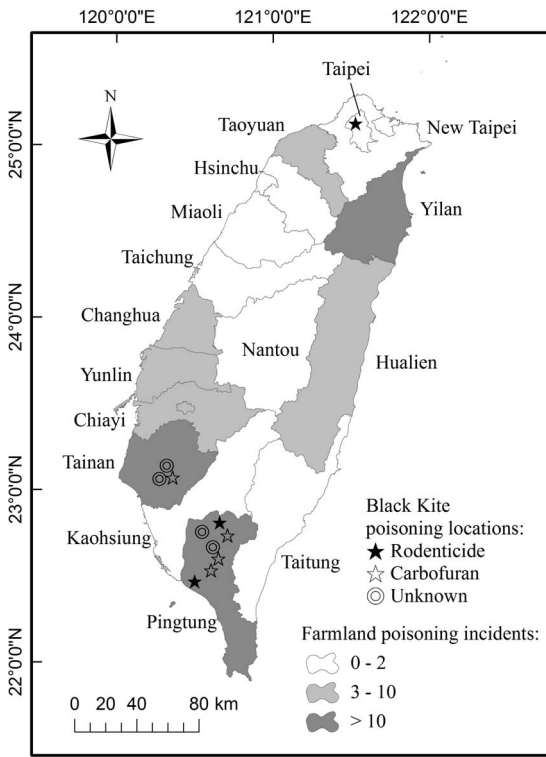 120°0'0"E 121°0'0"E 122°0'0"E
Taipei
N
Taoyuan
New Taipei
25°0'0"N
Hsinchu
Miaoli
Yilan
Taichung
24°0'0"N
Changhua
Nantou
Hualien
Yunlin
Chiayi
Tainan
23°0'0"N
Kaohsiung
Taitung
Pingtung
22°0'0"N
Black Kite
poisoning locations:
Rodenticide
Carbofuran
Unknown
Farmland poisoning incidents:
0 - 2
3 - 10
> 10
0 20 40 80 km